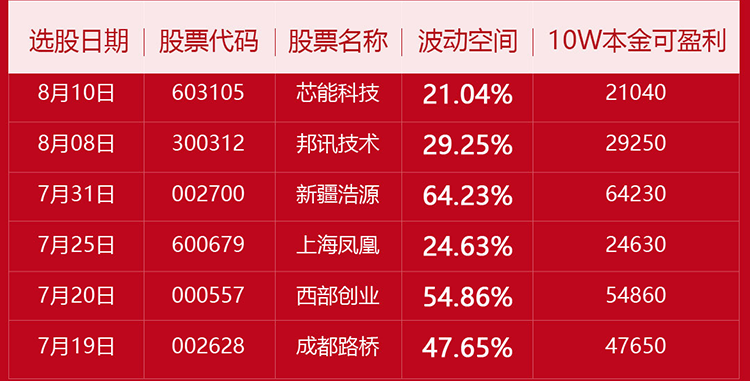 选股日期 股票代码 股票名称 波动空间 10W本金可盈利
8月10日 603105 芯能科技 21.04% 21040
8月08日 300312 邦讯技术 29.25% 29250
7月31日 002700 新疆浩源 64.23% 64230
7月25日 600679 上海凤凰 24.63% 24630
7月20日 000557 西部创业 54.86% 54860
7月19日 002628 成都路桥 47.65% 47650